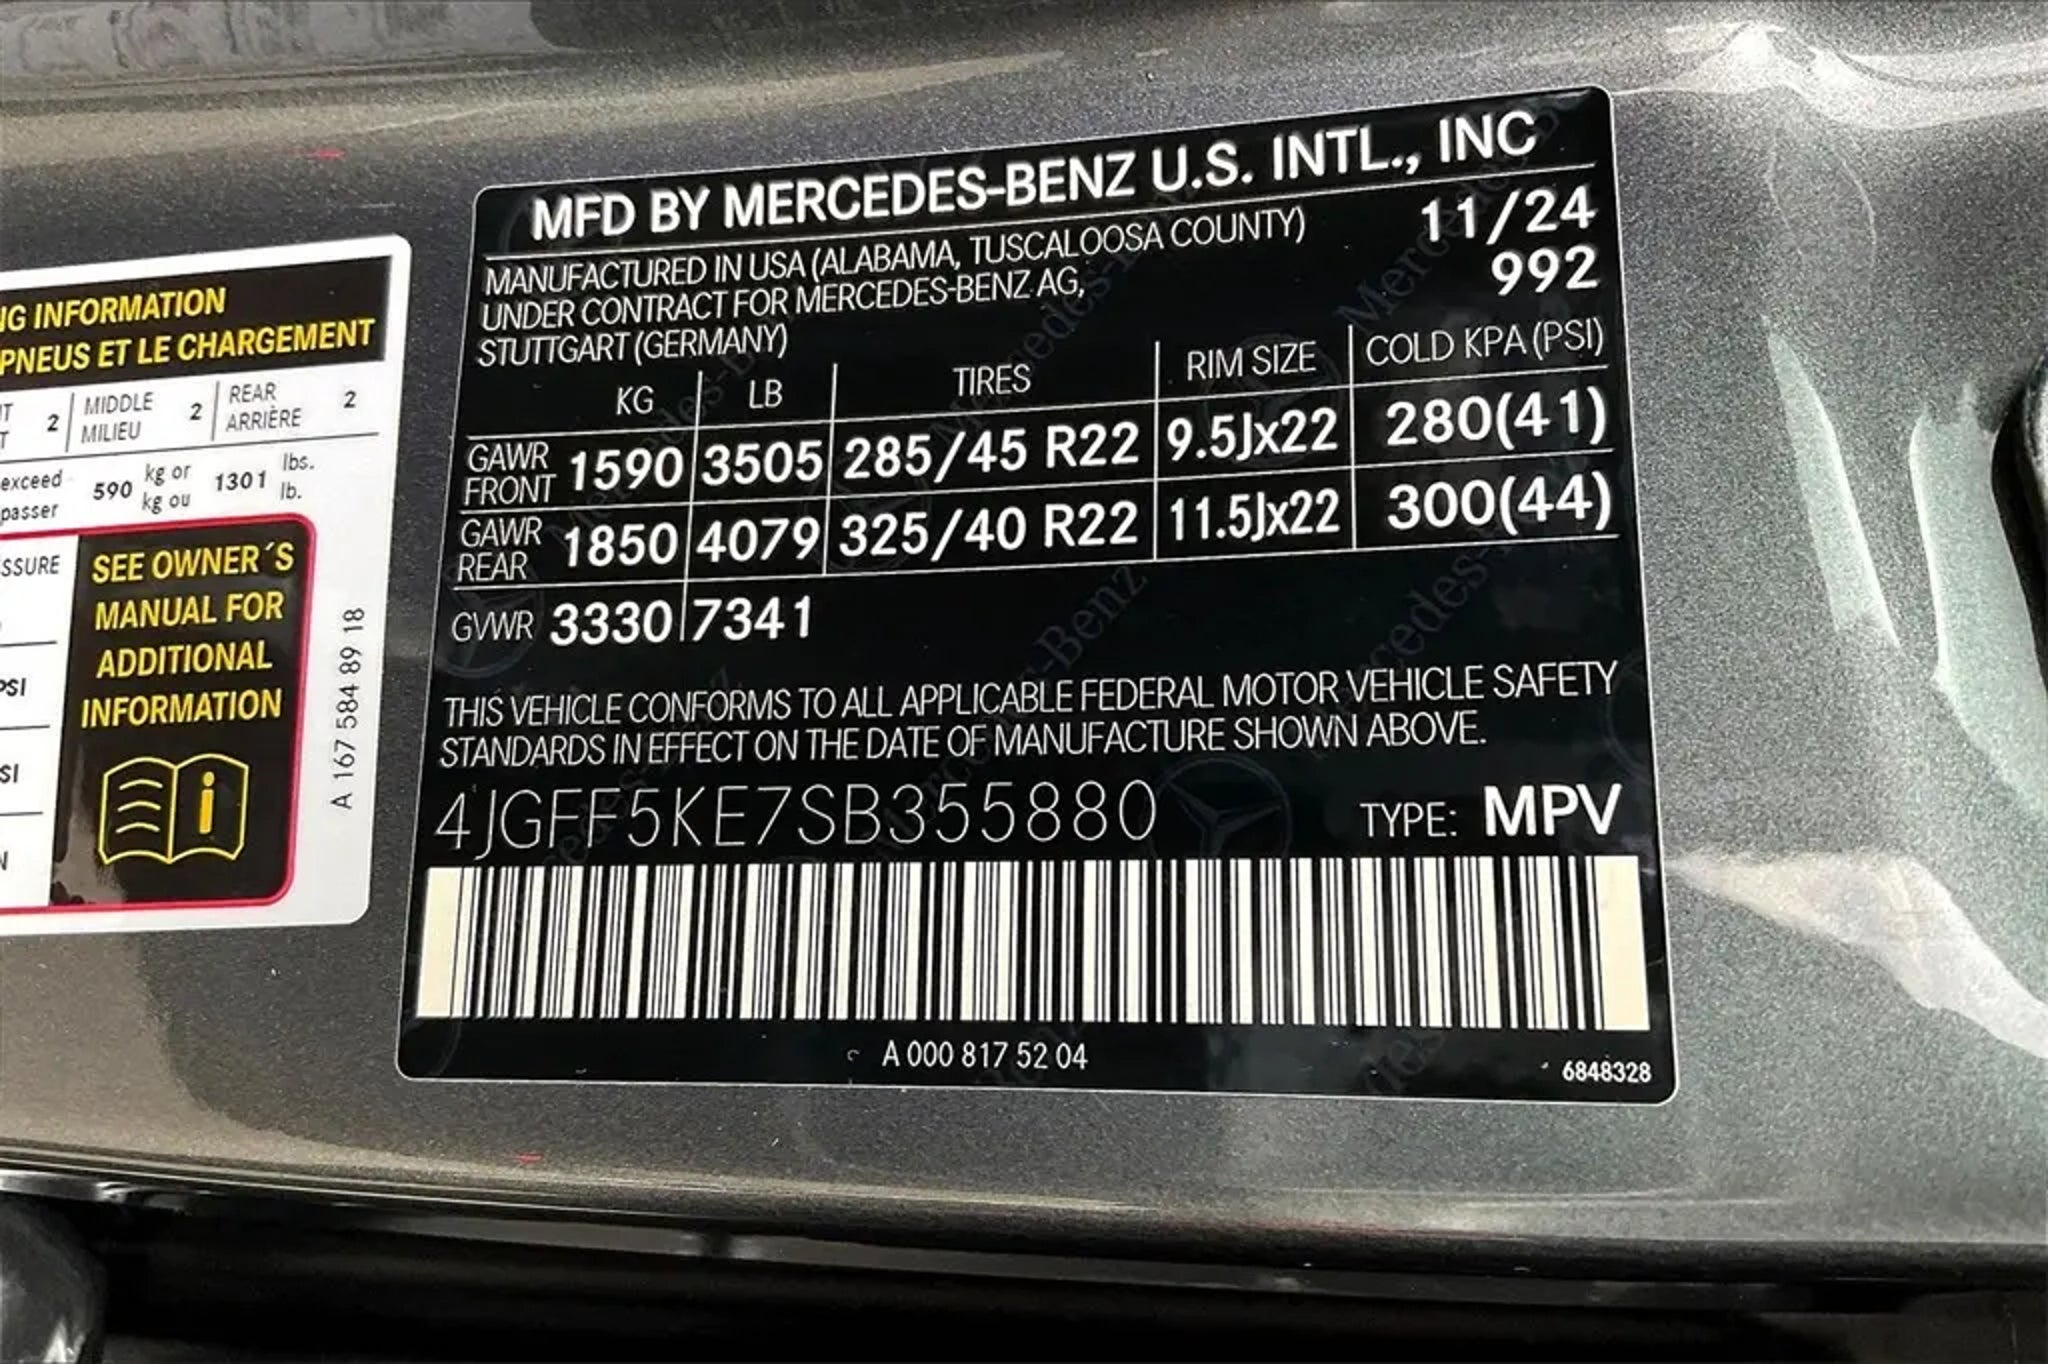 NG INFORMATION
PNEUS ET LE CHARGEMENT
2 MIDDLE 2 REAR 2
MILIEU ARRIÈRE
exceed 590 kg or 1301 lbs.
passer kg ou lb.
SSURE
PSI
SI
N
SEE OWNER´S
MANUAL FOR
ADDITIONAL
INFORMATION
A 167 584 89 18
MFD BY MERCEDES-BENZ U.S. INTL., INC
MANUFACTURED IN USA (ALABAMA, TUSCALOOSA COUNTY) 11/24
UNDER CONTRACT FOR MERCEDES-BENZ AG, 992
STUTTGART (GERMANY)
KG LB TIRES RIM SIZE COLD KPA (PSI)
GAWR FRONT 1590 3505 285/45 R22 9.5Jx22 280(41)
GAWR REAR 1850 4079 325/40 R22 11.5Jx22 300(44)
GVWR 3330 7341
THIS VEHICLE CONFORMS TO ALL APPLICABLE FEDERAL MOTOR VEHICLE SAFETY
STANDARDS IN EFFECT ON THE DATE OF MANUFACTURE SHOWN ABOVE.
4JGFF5KE7SB355880 TYPE: MPV
A 000 817 52 04 6848328